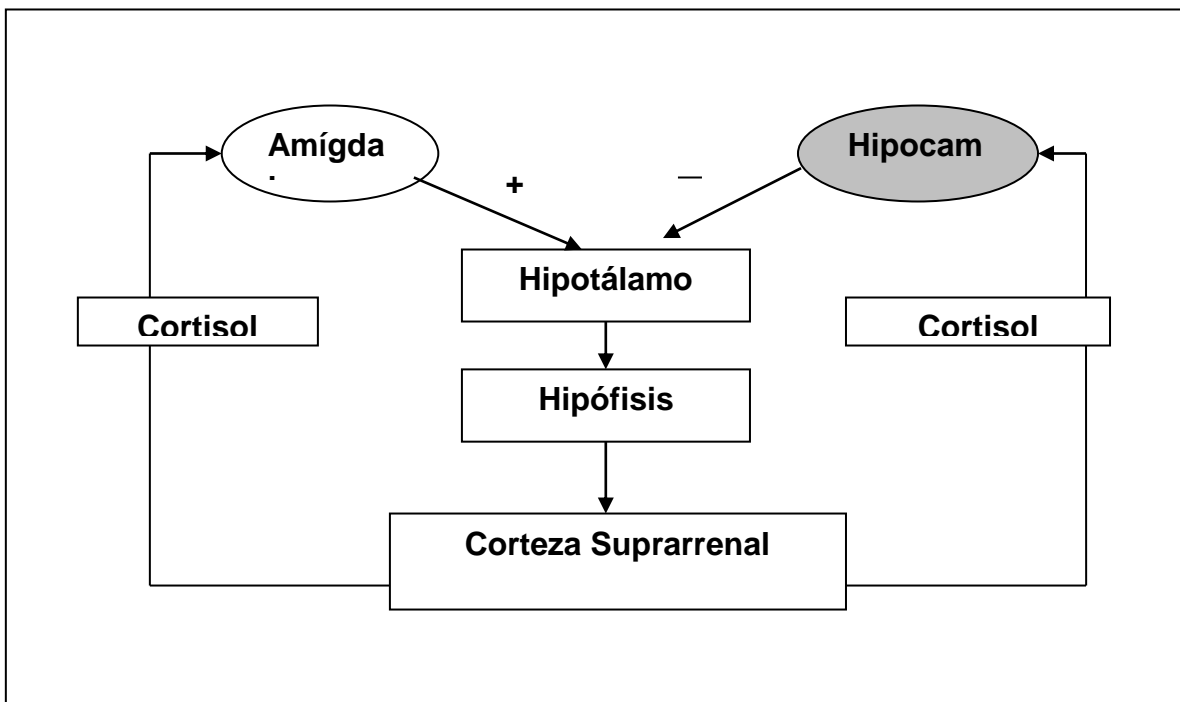 Amígda
Hipocam
+
—
Hipotálamo
Cortisol
Cortisol
Hipófisis
Corteza Suprarrenal